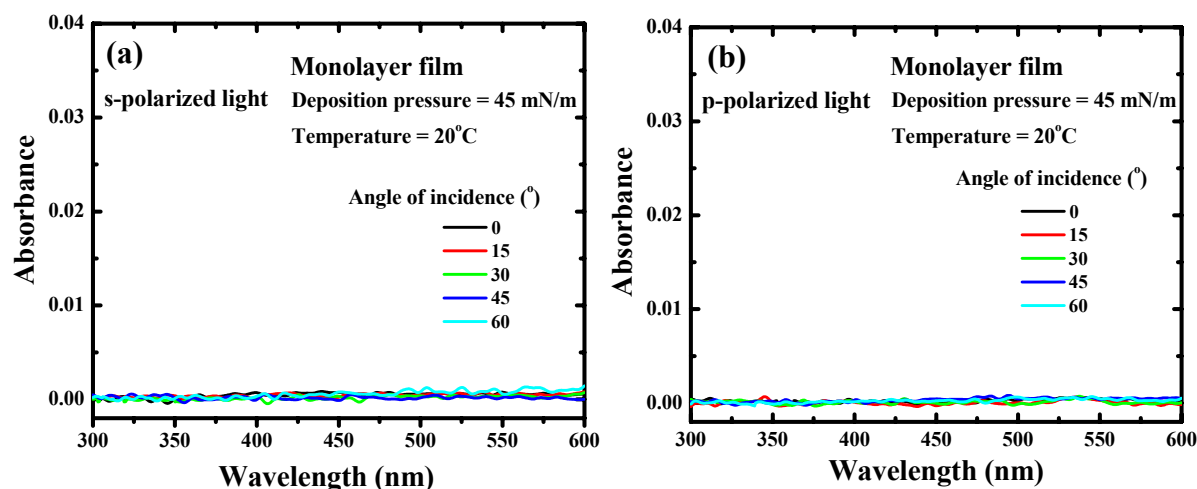 (a)
Monolayer film
s-polarized light
Deposition pressure = 45 mN/m
Temperature = 20°C
Angle of incidence (°)
0
15
30
45
60
0.04
0.03
0.02
0.01
0.00
Absorbance
300 350 400 450 500 550 600
Wavelength (nm)
(b)
Monolayer film
p-polarized light
Deposition pressure = 45 mN/m
Temperature = 20°C
Angle of incidence (°)
0
15
30
45
60
0.04
0.03
0.02
0.01
0.00
Absorbance
300 350 400 450 500 550 600
Wavelength (nm)